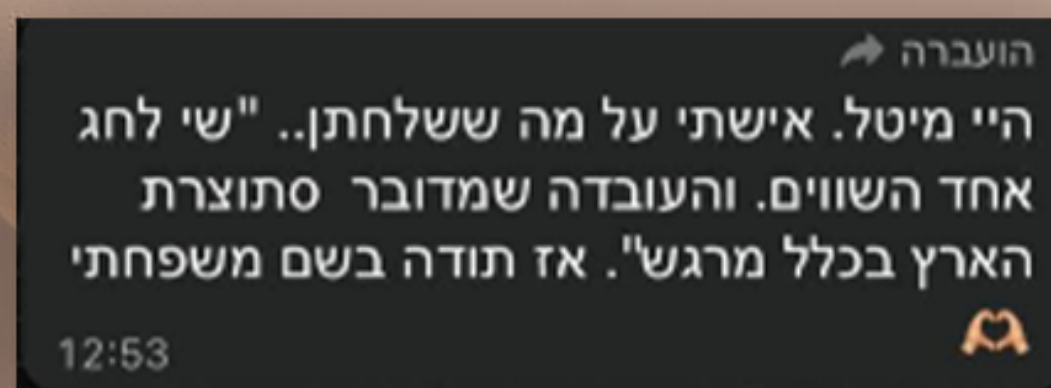 הועברה
היי מיטל. אישתי על מה ששלחתן.. "שי לחג
אחד השווים. והעובדה שמדובר סתוצרת
הארץ בכלל מרגש". אז תודה בשם משפחתי
🫶🏼
12:53